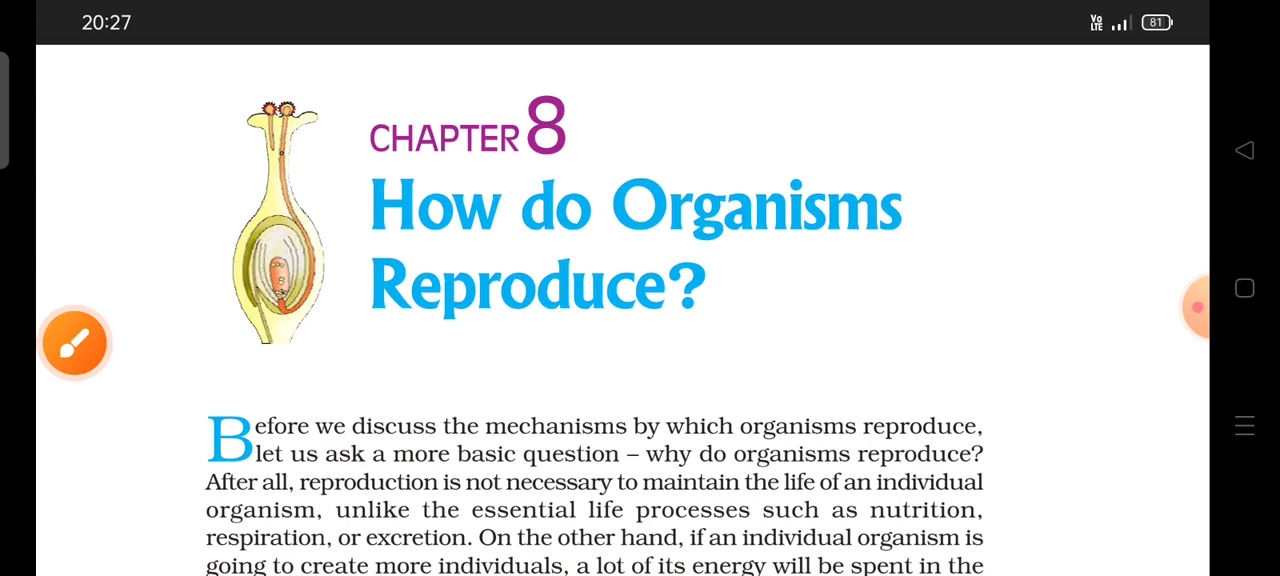 20:27
Vo
LTE
81
CHAPTER 8
How do Organisms
Reproduce?
Before we discuss the mechanisms by which organisms reproduce,
let us ask a more basic question – why do organisms reproduce?
After all, reproduction is not necessary to maintain the life of an individual
organism, unlike the essential life processes such as nutrition,
respiration, or excretion. On the other hand, if an individual organism is
going to create more individuals, a lot of its energy will be spent in the